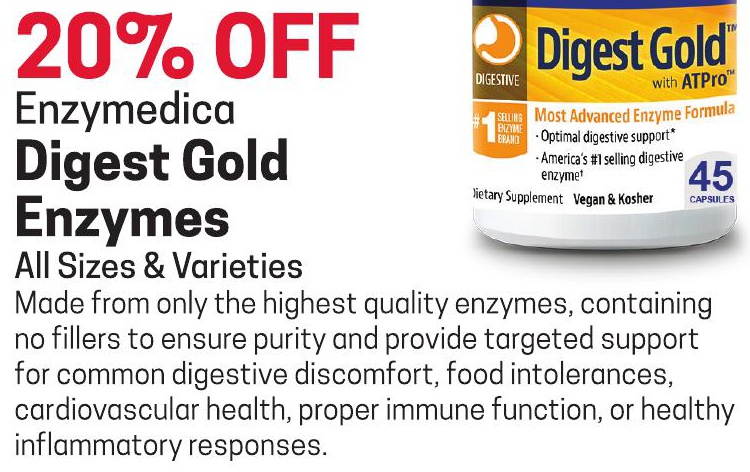 20% OFF
Enzymedica
Digest Gold
Enzymes
All Sizes & Varieties
Made from only the highest quality enzymes, containing
no fillers to ensure purity and provide targeted support
for common digestive discomfort, food intolerances,
cardiovascular health, proper immune function, or healthy
inflammatory responses.
DIGESTIVE
Digest Gold™
with ATPro™
#1 SELLING
ENZYME
BRAND
Most Advanced Enzyme Formula
· Optimal digestive support*
· America's #1 selling digestive
enzyme†
45
CAPSULES
Dietary Supplement Vegan & Kosher